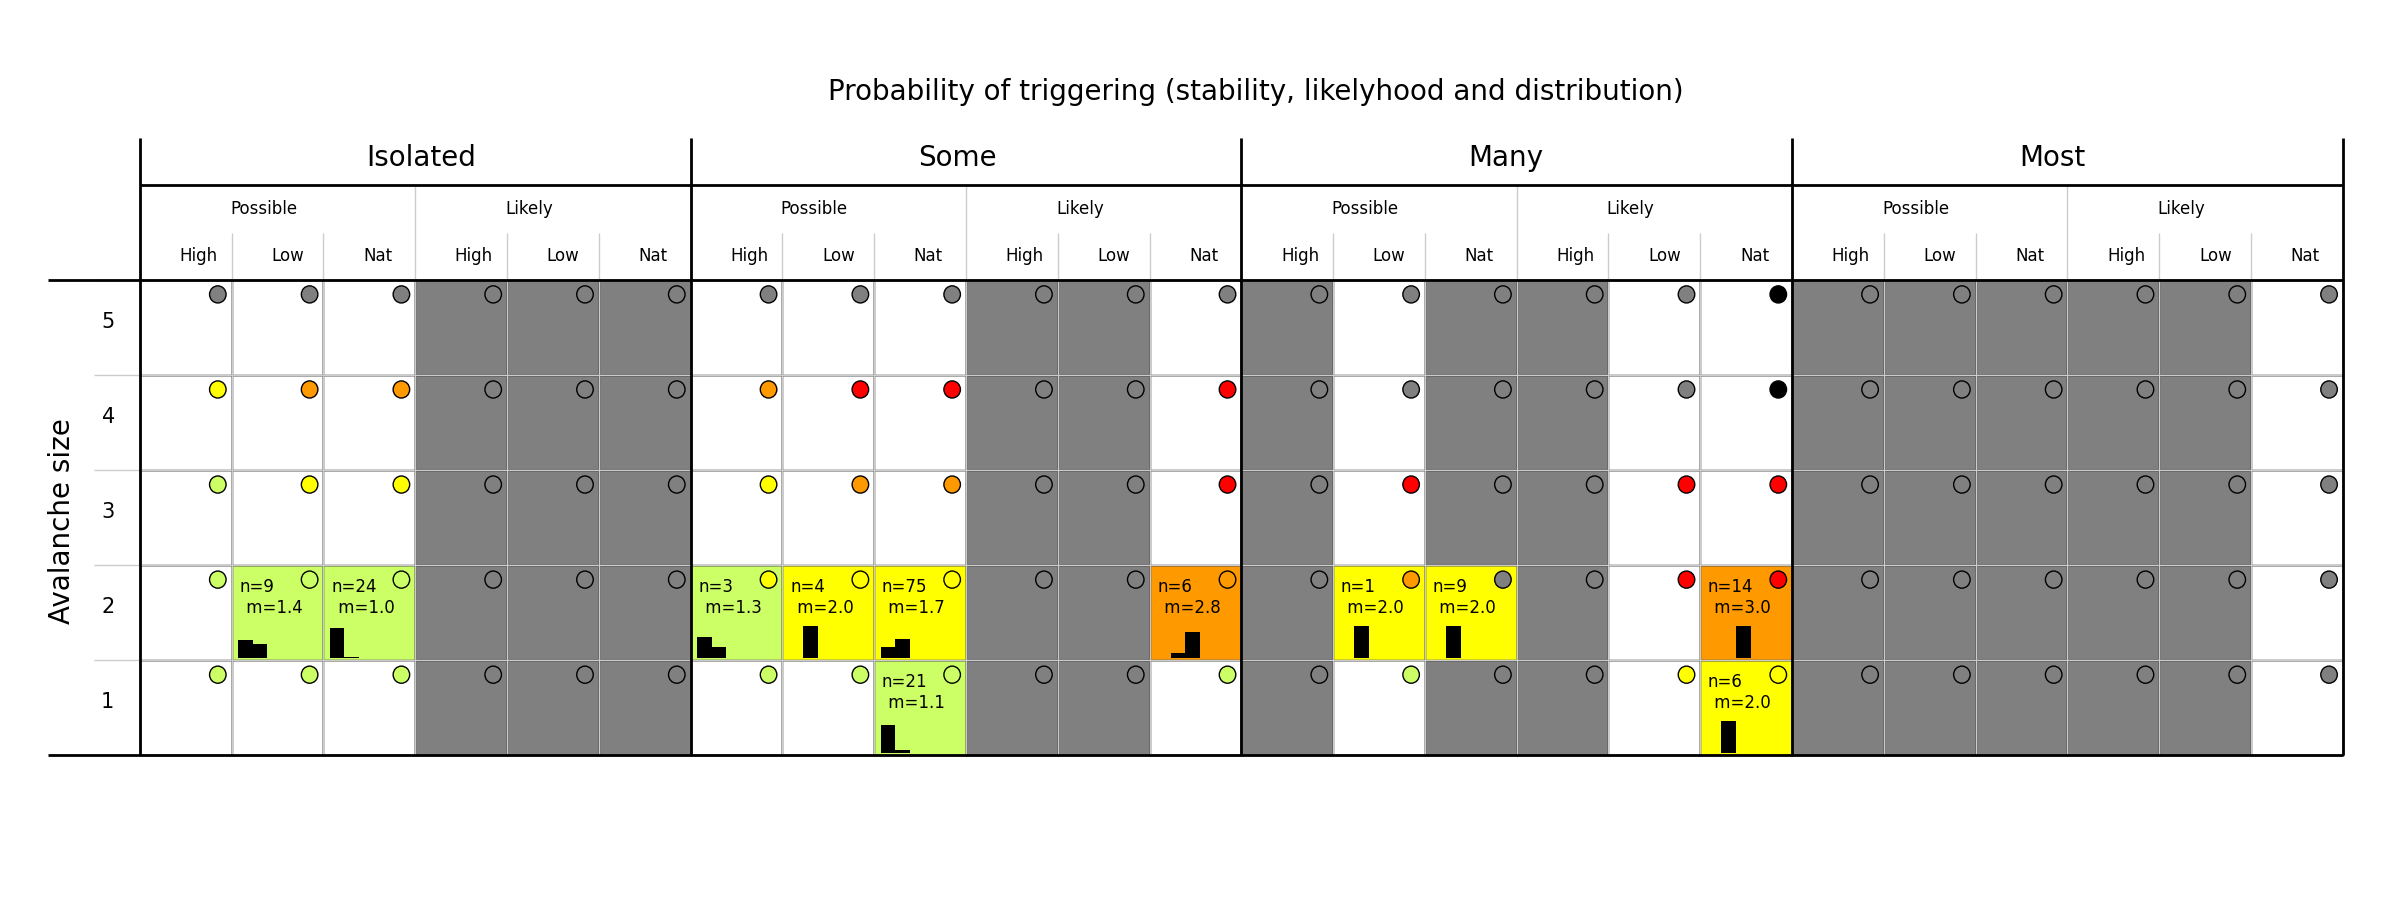 Probability of triggering (stability, likelyhood and distribution)
Isolated Some Many Most
Possible Likely Possible Likely Possible Likely Possible Likely
High Low Nat High Low Nat High Low Nat High Low Nat High Low Nat High Low Nat High Low Nat High Low Nat
Avalanche size
5
4
3
2
n=9 n=24 n=3 n=4 n=75 n=6 n=1 n=9 n=14
m=1.4 m=1.0 m=1.3 m=2.0 m=1.7 m=2.8 m=2.0 m=2.0 m=3.0
1
n=21 n=6
m=1.1 m=2.0